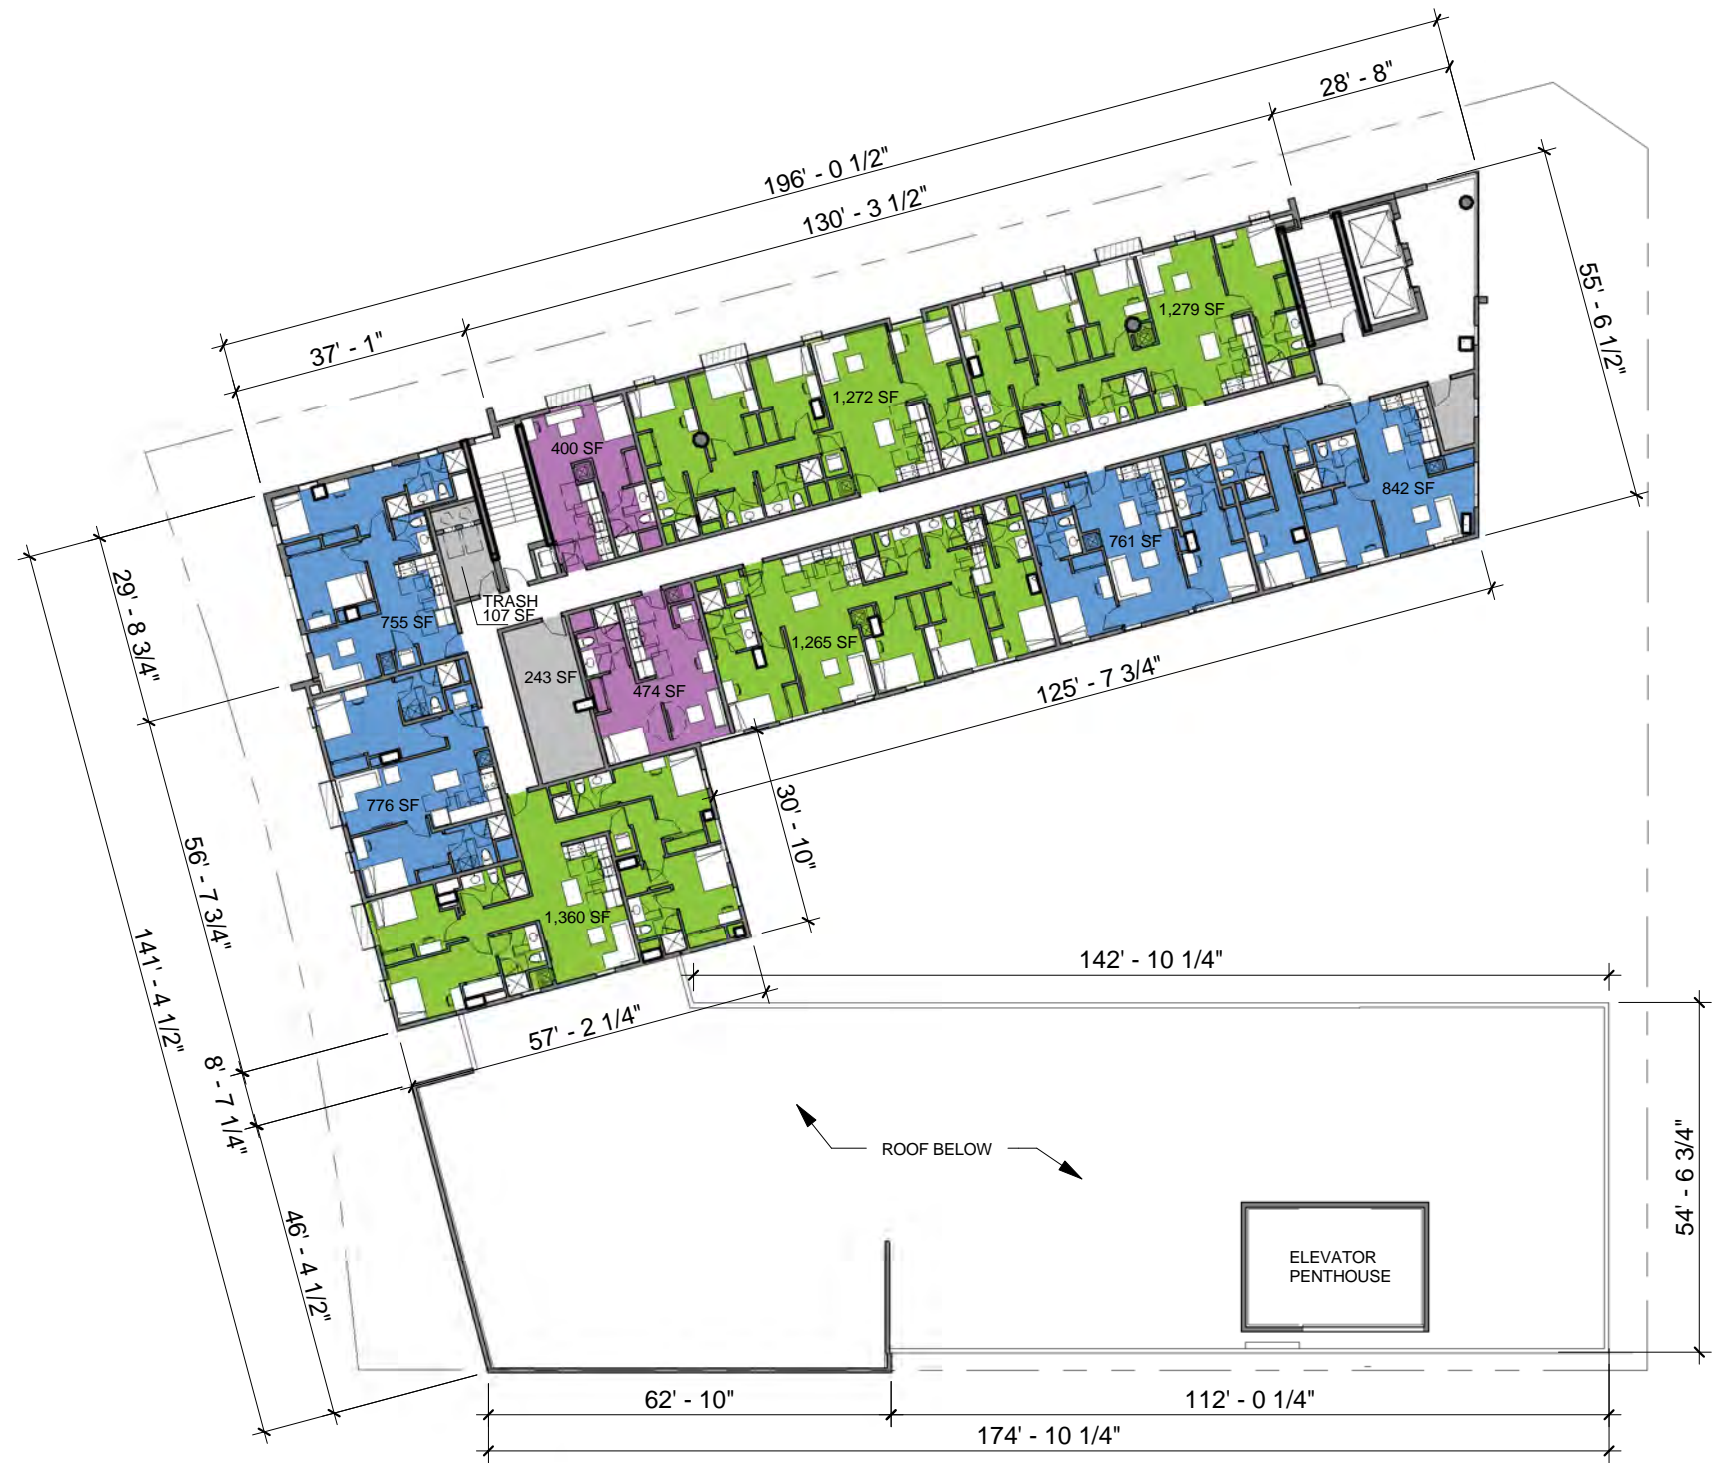 28' - 8"
196' - 0 1/2"
130' - 3 1/2"
37' - 1"
55' - 6 1/2"
1,279 SF
1,272 SF
400 SF
842 SF
761 SF
29' - 8 3/4"
TRASH
107 SF
755 SF
1,265 SF
243 SF
474 SF
125' - 7 3/4"
776 SF
30' - 10"
56' - 7 3/4"
1,360 SF
141' - 4 1/2"
142' - 10 1/4"
57' - 2 1/4"
8' - 7 1/4"
ROOF BELOW
54' - 6 3/4"
46' - 4 1/2"
ELEVATOR
PENTHOUSE
62' - 10"
112' - 0 1/4"
174' - 10 1/4"